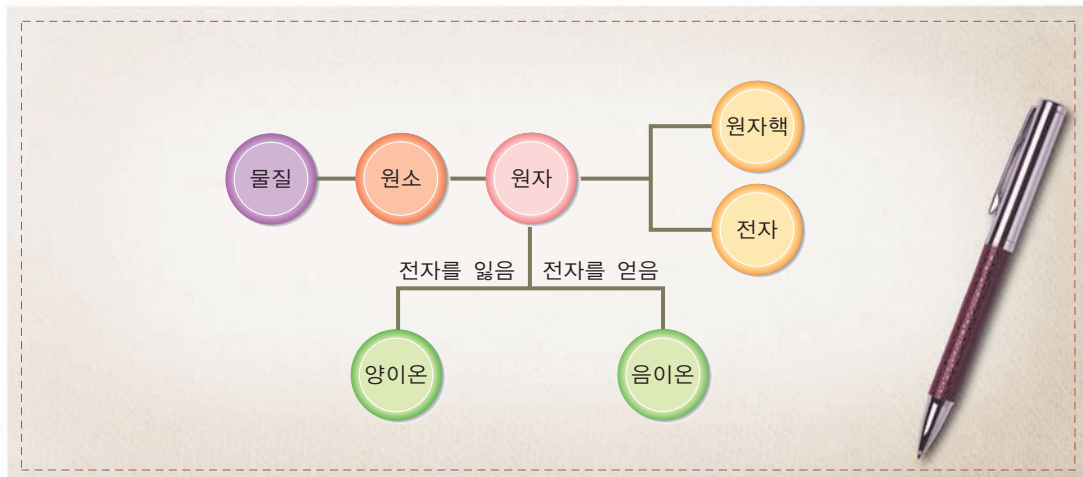 원자핵
물질 원소 원자
전자
전자를 잃음 전자를 얻음
양이온 음이온